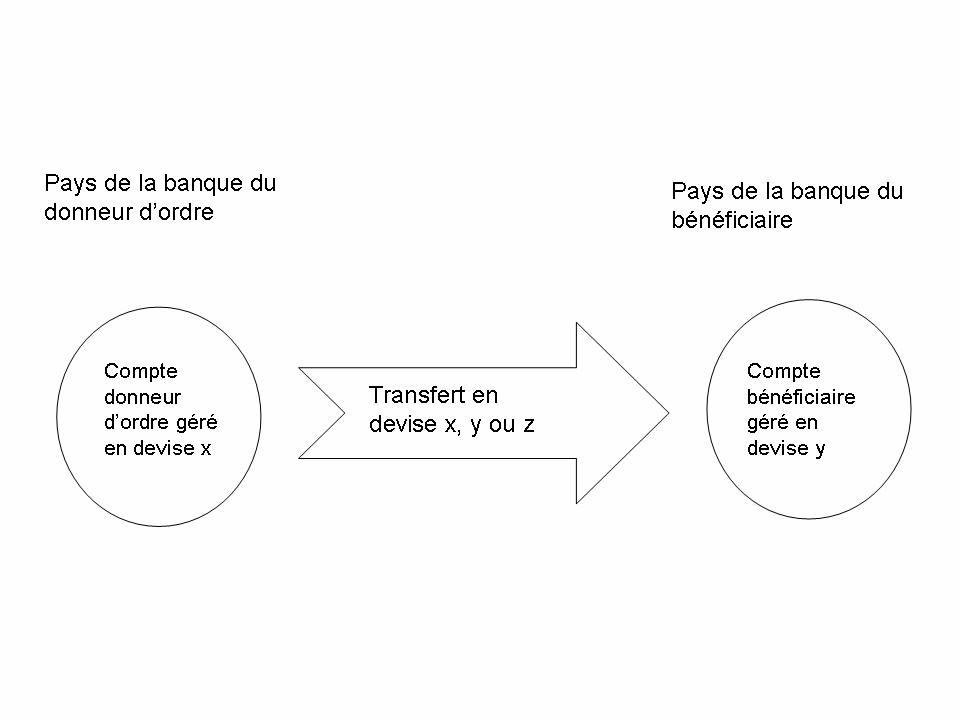 Pays de la banque du
donneur d’ordre
Pays de la banque du
bénéficiaire
Compte
donneur
d’ordre géré
en devise x
Transfert en
devise x, y ou z
Compte
bénéficiaire
géré en
devise y